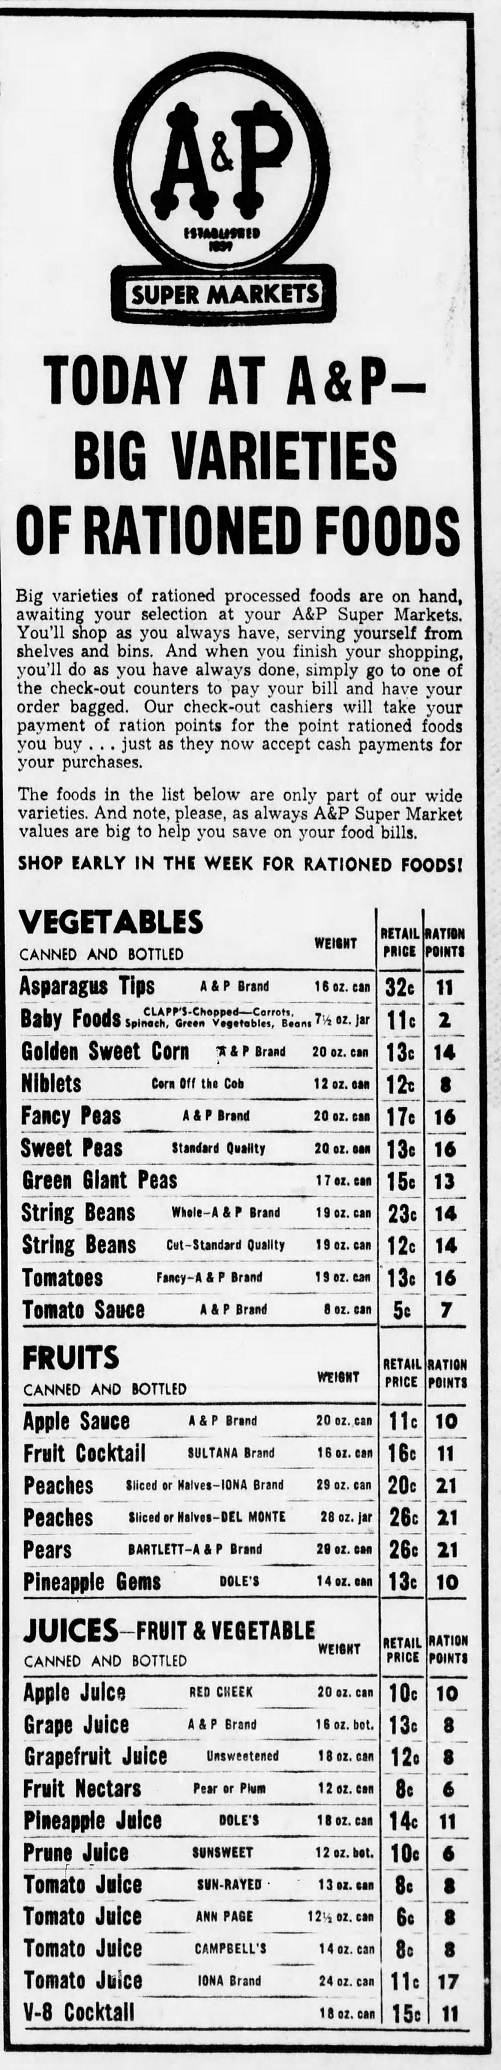 A&P
ESTABLISHED
1859
SUPER MARKETS
TODAY AT A & P—
BIG VARIETIES
OF RATIONED FOODS
Big varieties of rationed processed foods are on hand,
awaiting your selection at your A&P Super Markets.
You'll shop as you always have, serving yourself from
shelves and bins. And when you finish your shopping,
you'll do as you have always done, simply go to one of
the check-out counters to pay your bill and have your
order bagged. Our check-out cashiers will take your
payment of ration points for the point rationed foods
you buy . . . just as they now accept cash payments for
your purchases.
The foods in the list below are only part of our wide
varieties. And note, please, as always A&P Super Market
values are big to help you save on your food bills.
SHOP EARLY IN THE WEEK FOR RATIONED FOODS!
VEGETABLES
CANNED AND BOTTLED WEIGHT RETAIL PRICE RATION POINTS
Asparagus Tips A & P Brand 16 oz. can 32c 11
Baby Foods CLAPP'S-Chopped—Carrots, Spinach, Green Vegetables, Beans 7½ oz. jar 11c 2
Golden Sweet Corn A & P Brand 20 oz. can 13c 14
Niblets Corn Off the Cob 12 oz. can 12c 8
Fancy Peas A & P Brand 20 oz. can 17c 16
Sweet Peas Standard Quality 20 oz. can 13c 16
Green Giant Peas 17 oz. can 15c 13
String Beans Whole-A & P Brand 19 oz. can 23c 14
String Beans Cut-Standard Quality 19 oz. can 12c 14
Tomatoes Fancy-A & P Brand 19 oz. can 13c 16
Tomato Sauce A & P Brand 8 oz. can 5c 7
FRUITS
CANNED AND BOTTLED WEIGHT RETAIL PRICE RATION POINTS
Apple Sauce A & P Brand 20 oz. can 11c 10
Fruit Cocktail SULTANA Brand 16 oz. can 16c 11
Peaches Sliced or Halves-IONA Brand 29 oz. can 20c 21
Peaches Sliced or Halves-DEL MONTE 28 oz. jar 26c 21
Pears BARTLETT-A & P Brand 29 oz. can 26c 21
Pineapple Gems DOLE'S 14 oz. can 13c 10
JUICES—FRUIT & VEGETABLE
CANNED AND BOTTLED WEIGHT RETAIL PRICE RATION POINTS
Apple Juice RED CHEEK 20 oz. can 10c 10
Grape Juice A & P Brand 16 oz. bot. 13c 8
Grapefruit Juice Unsweetened 18 oz. can 12c 8
Fruit Nectars Pear or Plum 12 oz. can 8c 6
Pineapple Juice DOLE'S 18 oz. can 14c 11
Prune Juice SUNSWEET 12 oz. bot. 10c 6
Tomato Juice SUN-RAYED 13 oz. can 8c 8
Tomato Juice ANN PAGE 12½ oz. can 6c 8
Tomato Juice CAMPBELL'S 14 oz. can 8c 8
Tomato Juice IONA Brand 24 oz. can 11c 17
V-8 Cocktail 18 oz. can 15c 11